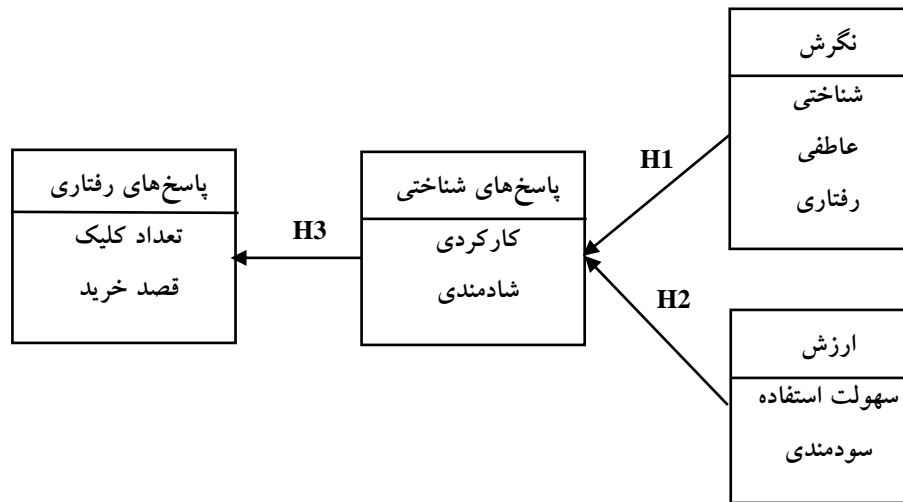 نگرش
شناختی
عاطفی
رفتاری
H1
پاسخ‌های شناختی
کارکردی
شادمندی
H3
پاسخ‌های رفتاری
تعداد کلیک
قصد خرید
H2
ارزش
سهولت استفاده
سودمندی